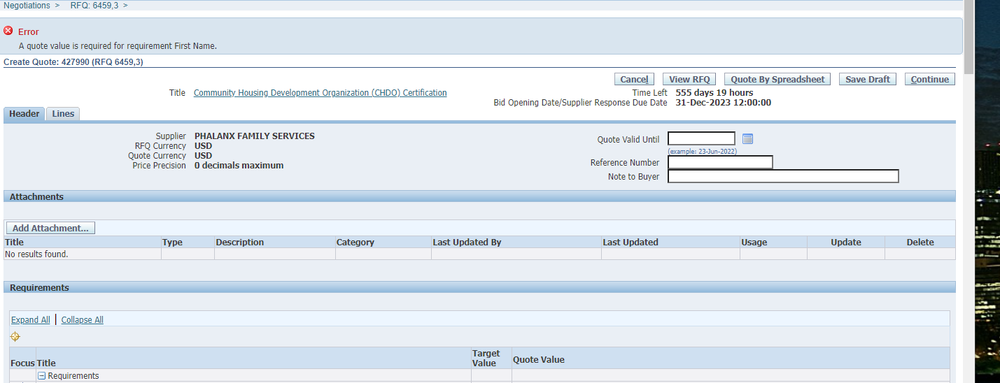 Negotiations > RFQ: 6459,3 >
Error
A quote value is required for requirement First Name.
Create Quote: 427990 (RFQ 6459,3)
Cancel View RFQ Quote By Spreadsheet Save Draft Continue
Title Community Housing Development Organization (CHDO) Certification
Time Left 555 days 19 hours
Bid Opening Date/Supplier Response Due Date 31-Dec-2023 12:00:00
Header Lines
Supplier PHALANX FAMILY SERVICES
RFQ Currency USD
Quote Currency USD
Price Precision 0 decimals maximum
Quote Valid Until
(example: 23-Jun-2022)
Reference Number
Note to Buyer
Attachments
Add Attachment...
Title Type Description Category Last Updated By Last Updated Usage Update Delete
No results found.
Requirements
Expand All | Collapse All
Focus Title Target Value Quote Value
Requirements